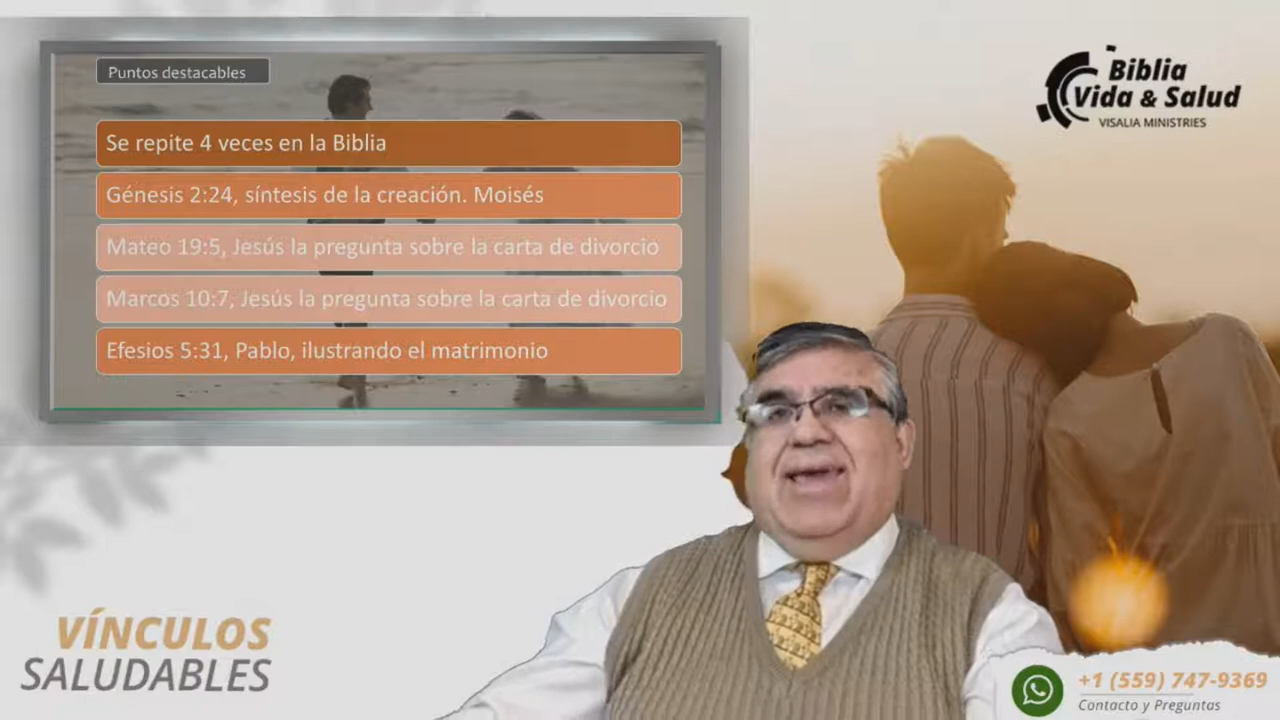 Puntos destacables
Se repite 4 veces en la Biblia
Génesis 2:24, síntesis de la creación. Moisés
Mateo 19:5, Jesús la pregunta sobre la carta de divorcio
Marcos 10:7, Jesús la pregunta sobre la carta de divorcio
Efesios 5:31, Pablo, ilustrando el matrimonio
Biblia
Vida & Salud
VISALIA MINISTRIES
VÍNCULOS
SALUDABLES
+1 (559) 747-9369
Contacto y Preguntas